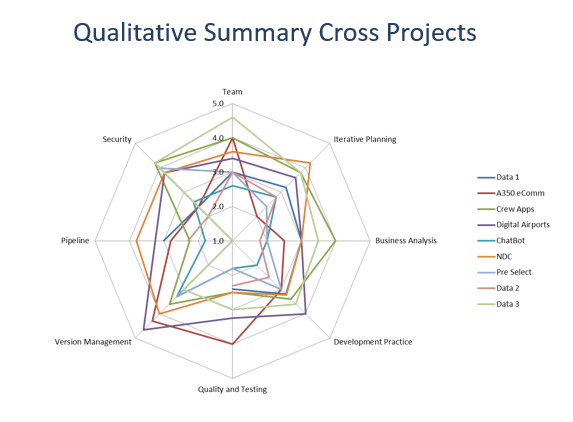 Qualitative Summary Cross Projects
Team
5.0
Security
Iterative Planning
4.0
3.0
Data 1
A350 eComm
2.0
Crew Apps
Digital Airports
Pipeline
1.0
Business Analysis
ChatBot
NDC
Pre Select
Data 2
Data 3
Version Management
Development Practice
Quality and Testing